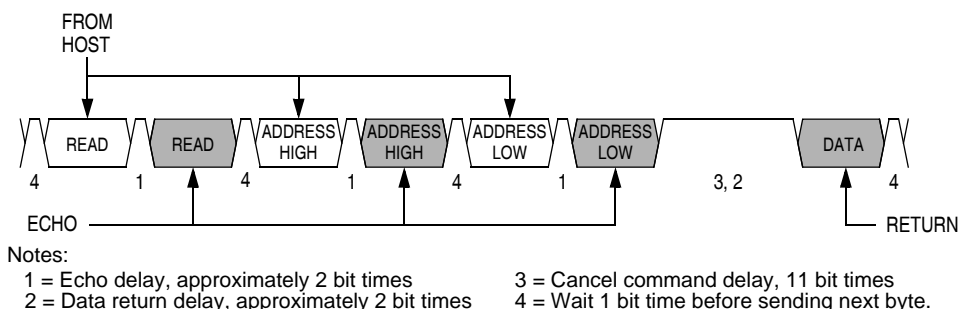 FROM
HOST
READ
READ
ADDRESS
HIGH
ADDRESS
HIGH
ADDRESS
LOW
ADDRESS
LOW
DATA
4 1 4 1 4 1 3, 2 4
ECHO
RETURN
Notes:
1 = Echo delay, approximately 2 bit times
2 = Data return delay, approximately 2 bit times
3 = Cancel command delay, 11 bit times
4 = Wait 1 bit time before sending next byte.